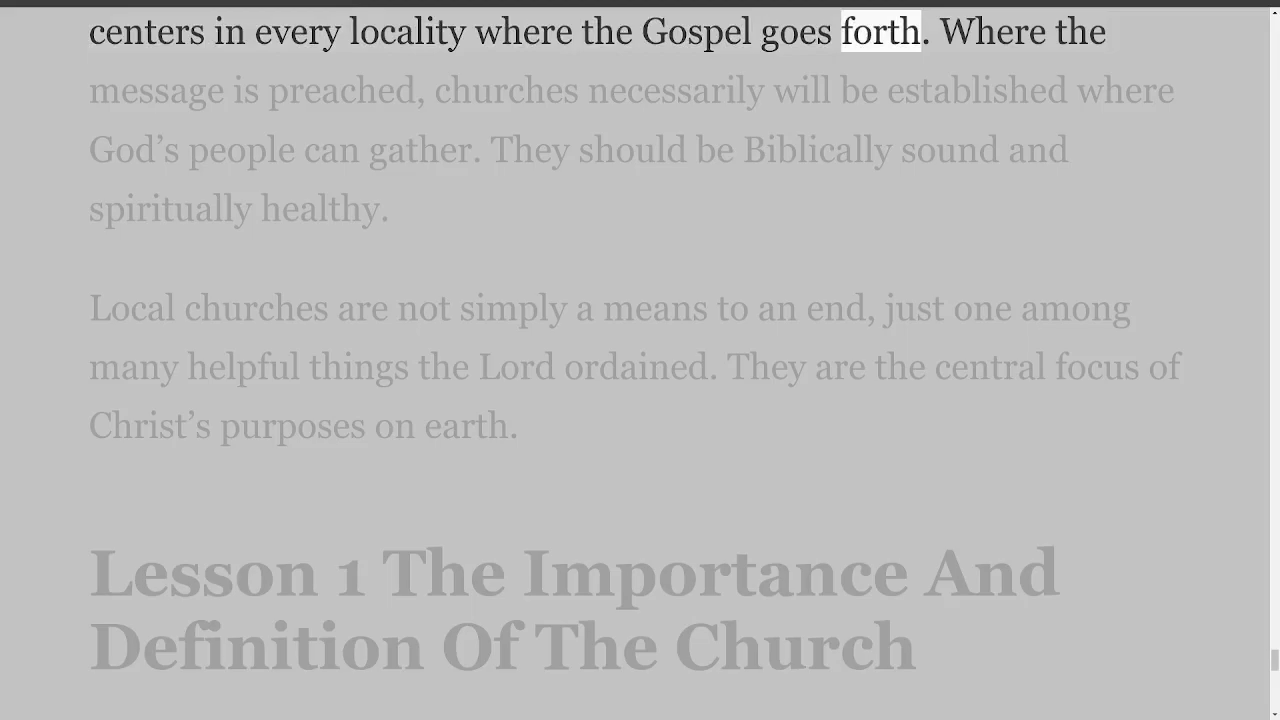 centers in every locality where the Gospel goes forth. Where the
message is preached, churches necessarily will be established where
God’s people can gather. They should be Biblically sound and
spiritually healthy.
Local churches are not simply a means to an end, just one among
many helpful things the Lord ordained. They are the central focus of
Christ’s purposes on earth.
Lesson 1 The Importance And
Definition Of The Church